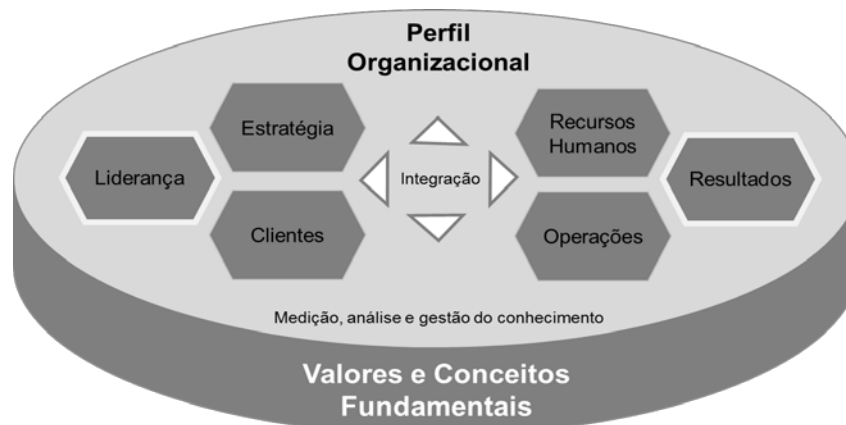 Perfil
Organizacional
Estratégia
Recursos
Humanos
Liderança
Integração
Resultados
Clientes
Operações
Medição, análise e gestão do conhecimento
Valores e Conceitos
Fundamentais